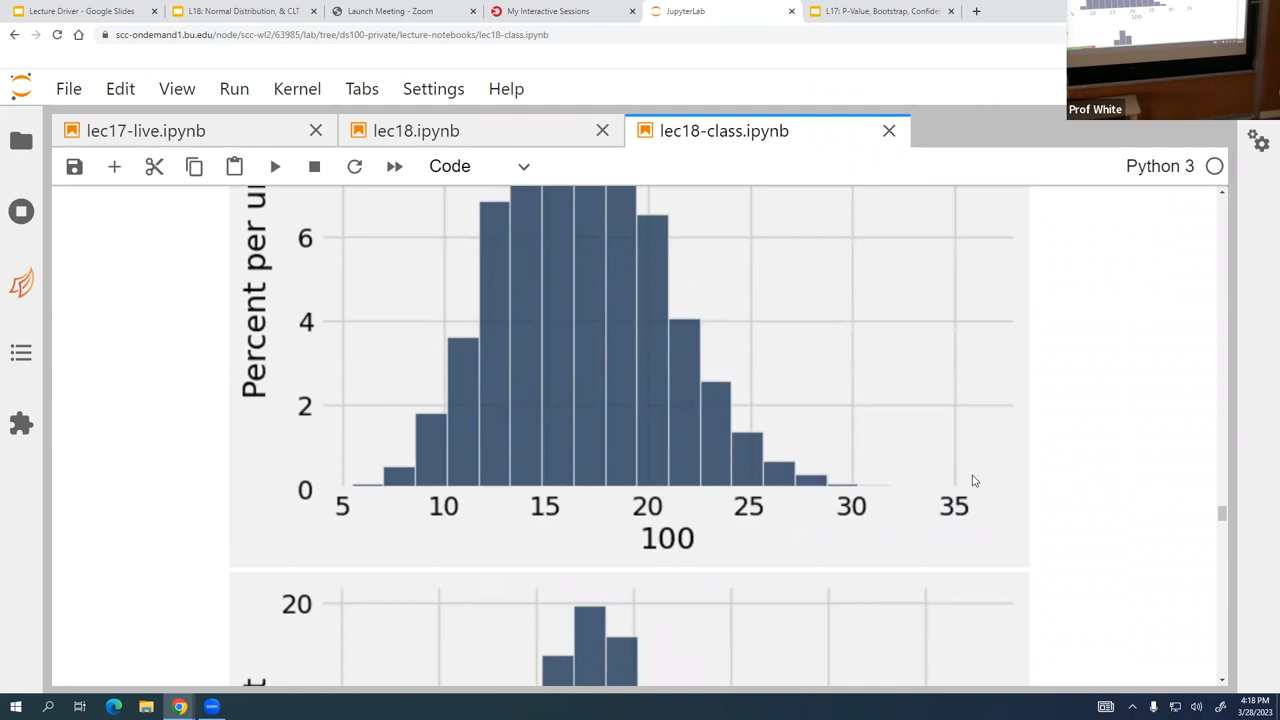 Lecture Driver - Google Slides
L18: Normal Distribution, & CLT
Launch Meeting - Zoom
My Interactive Sessions
JupyterLab
L17: P-Value, Bootstrap, Confide
scc-ondemand1.bu.edu/node/scc-wl2/63985/lab/tree/ds100-private/lecture_notebooks/lec18-class.ipynb
Prof White
File Edit View Run Kernel Tabs Settings Help
lec17-live.ipynb
lec18.ipynb
lec18-class.ipynb
Code
Python 3
Percent per u
6
4
2
0
5 10 15 20 25 30 35
100
20
4:18 PM
3/28/2023